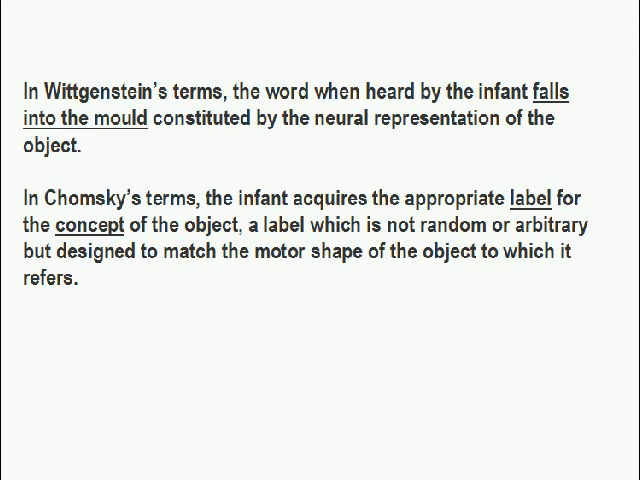 In Wittgenstein's terms, the word when heard by the infant falls
into the mould constituted by the neural representation of the
object.
In Chomsky's terms, the infant acquires the appropriate label for
the concept of the object, a label which is not random or arbitrary
but designed to match the motor shape of the object to which it
refers.